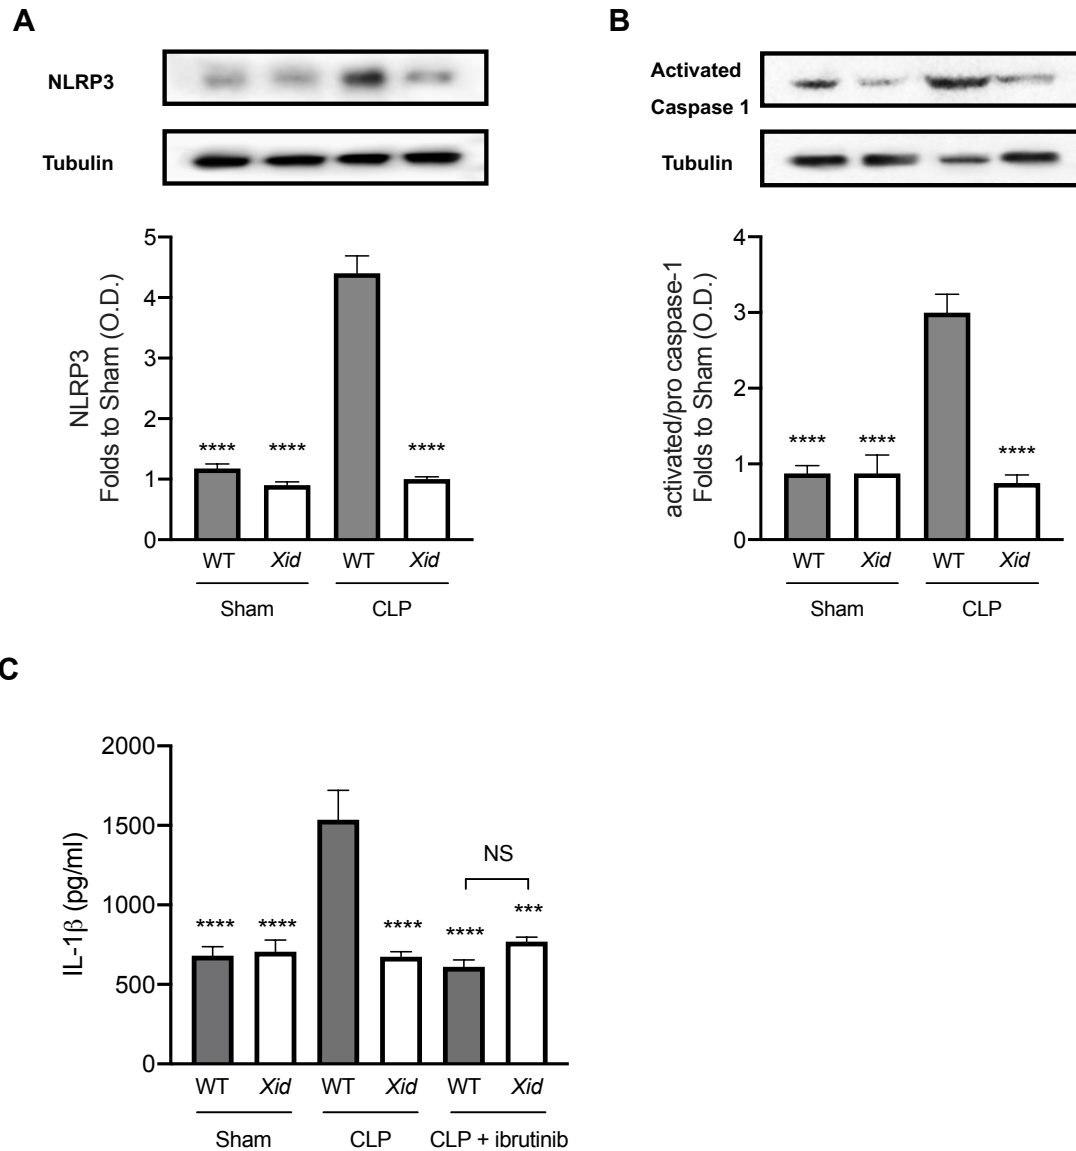 A
NLRP3
Tubulin
5
4
3
2
1
0
NLRP3
Folds to Sham (O.D.)
**** **** ****
WT Xid WT Xid
Sham CLP
B
Activated
Caspase 1
Tubulin
4
3
2
1
0
activated/pro caspase-1
Folds to Sham (O.D.)
**** **** ****
WT Xid WT Xid
Sham CLP
C
2000
1500
1000
500
0
IL-1β (pg/ml)
NS
**** **** **** **** ***
WT Xid WT Xid WT Xid
Sham CLP CLP + ibrutinib